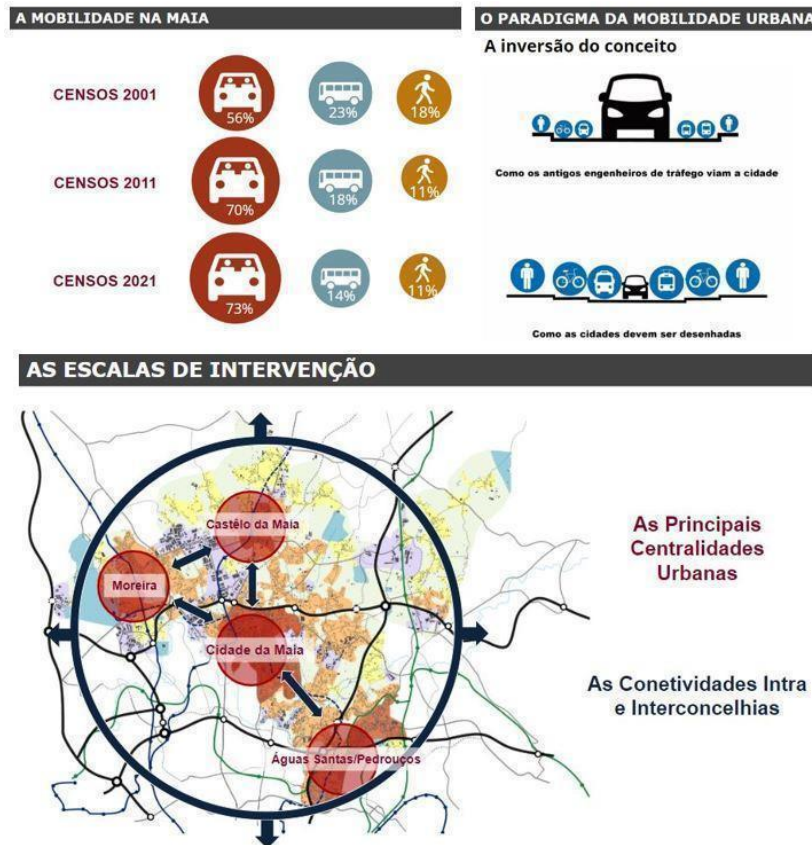 A MOBILIDADE NA MAIA
CENSOS 2001
56%
23%
18%
CENSOS 2011
70%
18%
11%
CENSOS 2021
73%
14%
11%
O PARADIGMA DA MOBILIDADE URBANA
A inversão do conceito
Como os antigos engenheiros de tráfego viam a cidade
Como as cidades devem ser desenhadas
AS ESCALAS DE INTERVENÇÃO
Castêlo da Maia
Moreira
Cidade da Maia
Águas Santas/Pedrouços
As Principais
Centralidades
Urbanas
As Conetividades Intra
e Interconcelhias